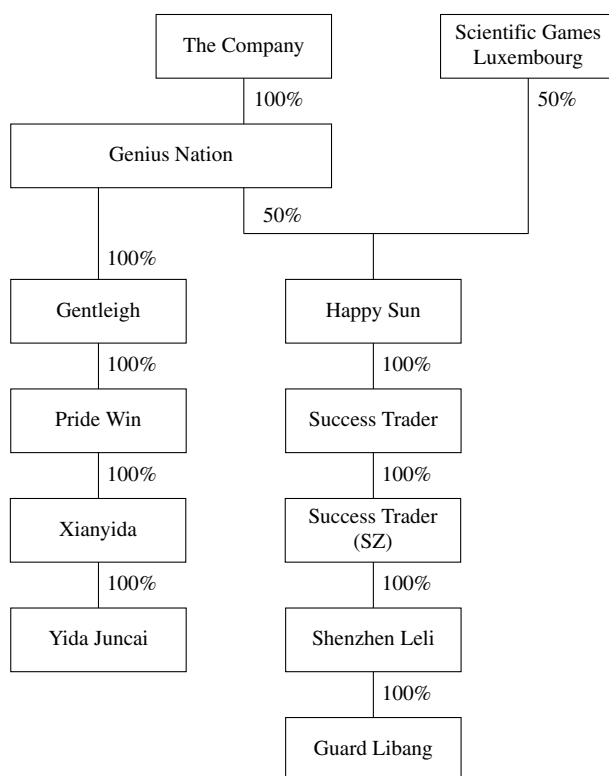 The Company
Scientific Games
Luxembourg
100%
50%
Genius Nation
50%
100%
Gentleigh
Happy Sun
100%
100%
Pride Win
Success Trader
100%
100%
Xianyida
Success Trader
(SZ)
100%
100%
Yida Juncai
Shenzhen Leli
100%
Guard Libang